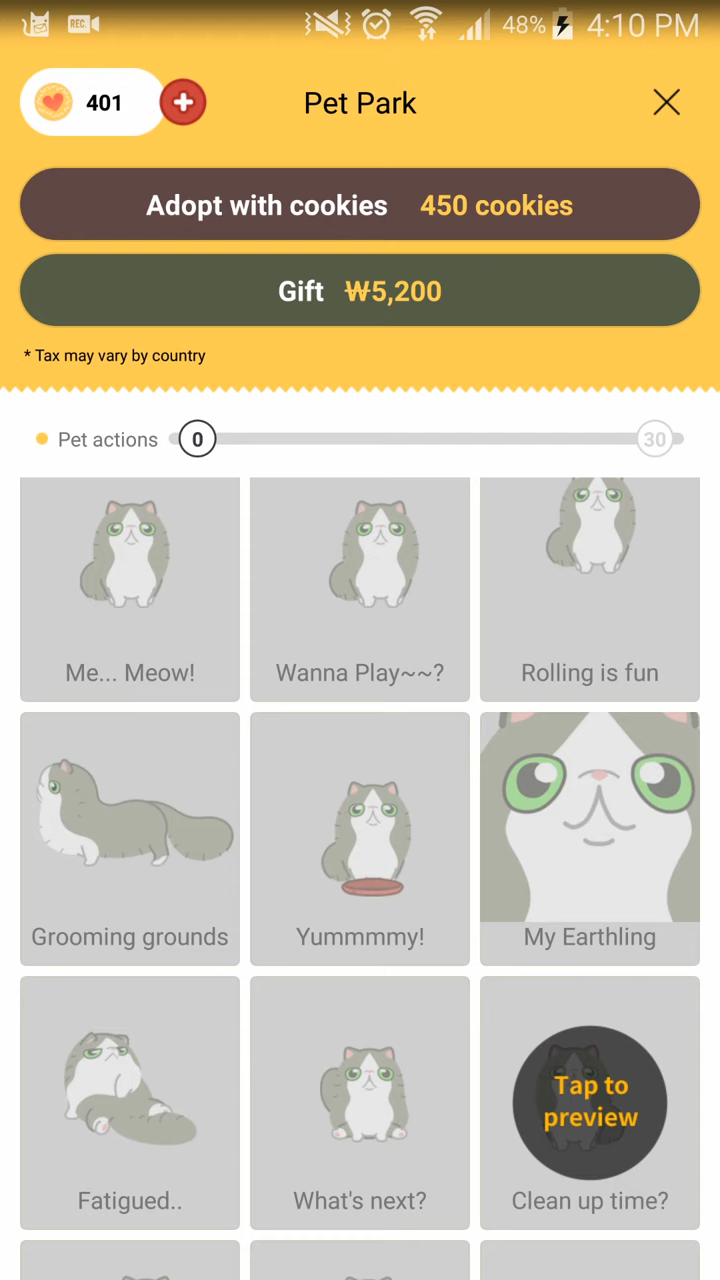 REC. 48% 4:10 PM
401 Pet Park
Adopt with cookies 450 cookies
Gift ₩5,200
* Tax may vary by country
Pet actions 0 30
Me... Meow! Wanna Play~~? Rolling is fun
Grooming grounds Yummmmy! My Earthling
Tap to
preview
Fatigued.. What's next? Clean up time?